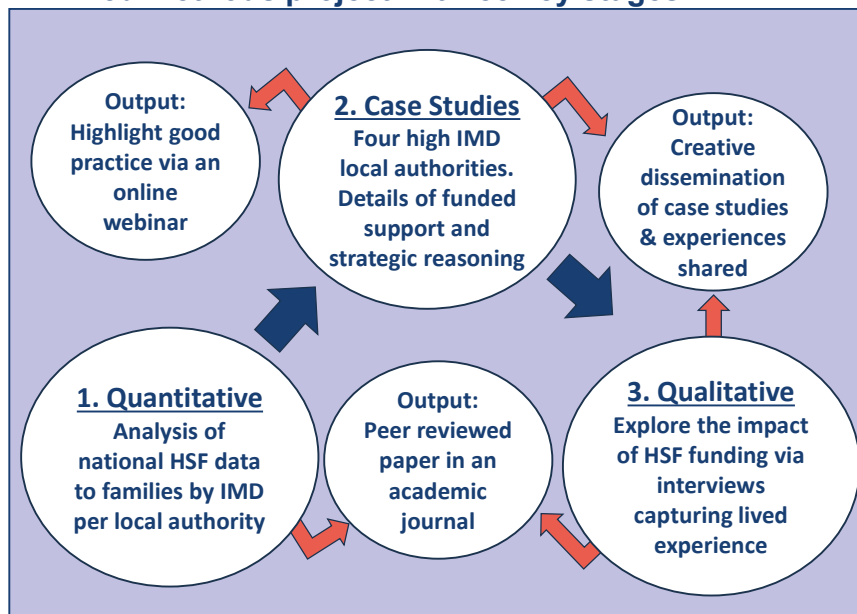 project key stages
Output:
Highlight good
practice via an
online
webinar
2. Case Studies
Four high IMD
local authorities.
Details of funded
support and
strategic reasoning
Output:
Creative
dissemination
of case studies
& experiences
shared
1. Quantitative
Analysis of
national HSF data
to families by IMD
per local authority
Output:
Peer reviewed
paper in an
academic
journal
3. Qualitative
Explore the impact
of HSF funding via
interviews
capturing lived
experience